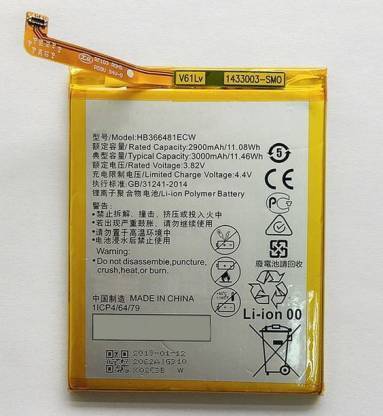 V61Lv
1433003-SMO
型号/Model: HB366481ECW
额定容量/Rated Capacity:2900mAh/11.08Wh
典型容量/Typical Capacity:3000mAh/11.46Wh
额定电压/Rated Voltage:3.82V
充电限制电压/Limited Charge Voltage:4.4V
执行标准/Standard: GB/31241-2014
锂离子聚合物电池/Li-ion Polymer Battery
5
●禁止拆解、撞击、挤压或投入火中
●若出现严重鼓胀、请勿继续使用
●请勿置于高温环境中
●电池浸水后禁止使用
Warning:
●Do not disassemble,puncture,
crush,heat,or burn
廢電池請回收
中国制造 MADE IN CHINA
1ICP4/64/79
Li-ion 00
2019-01-12